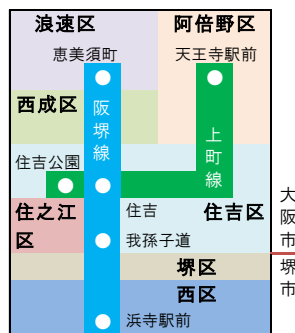 浪速区
阿倍野区
恵美須町
天王寺駅前
西成区
阪堺線
上町線
住吉公園
住之江
区
住吉
住吉区
我孫子道
大阪市
堺市
堺区
西区
浜寺駅前